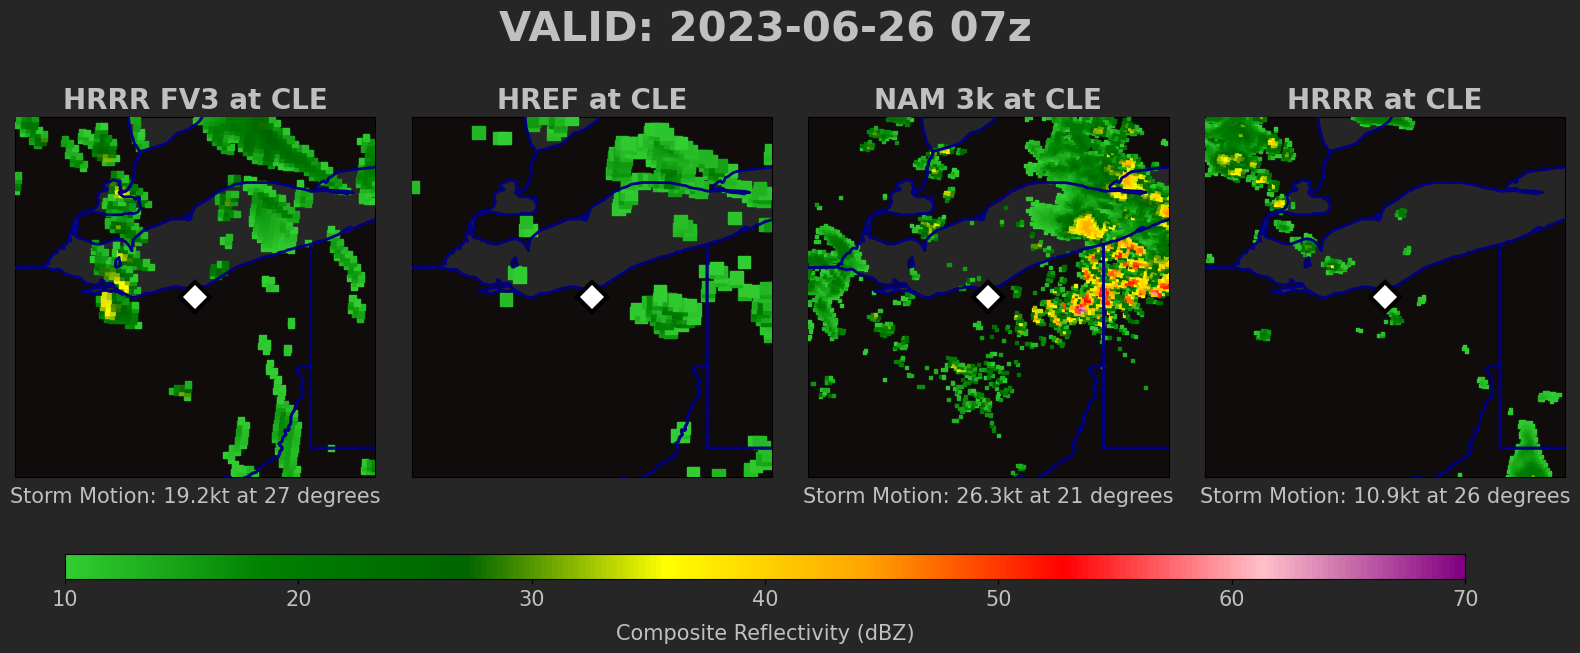 VALID: 2023-06-26 07z
HRRR FV3 at CLE
HREF at CLE
NAM 3k at CLE
HRRR at CLE
Storm Motion: 19.2kt at 27 degrees
Storm Motion: 26.3kt at 21 degrees
Storm Motion: 10.9kt at 26 degrees
10 20 30 40 50 60 70
Composite Reflectivity (dBZ)